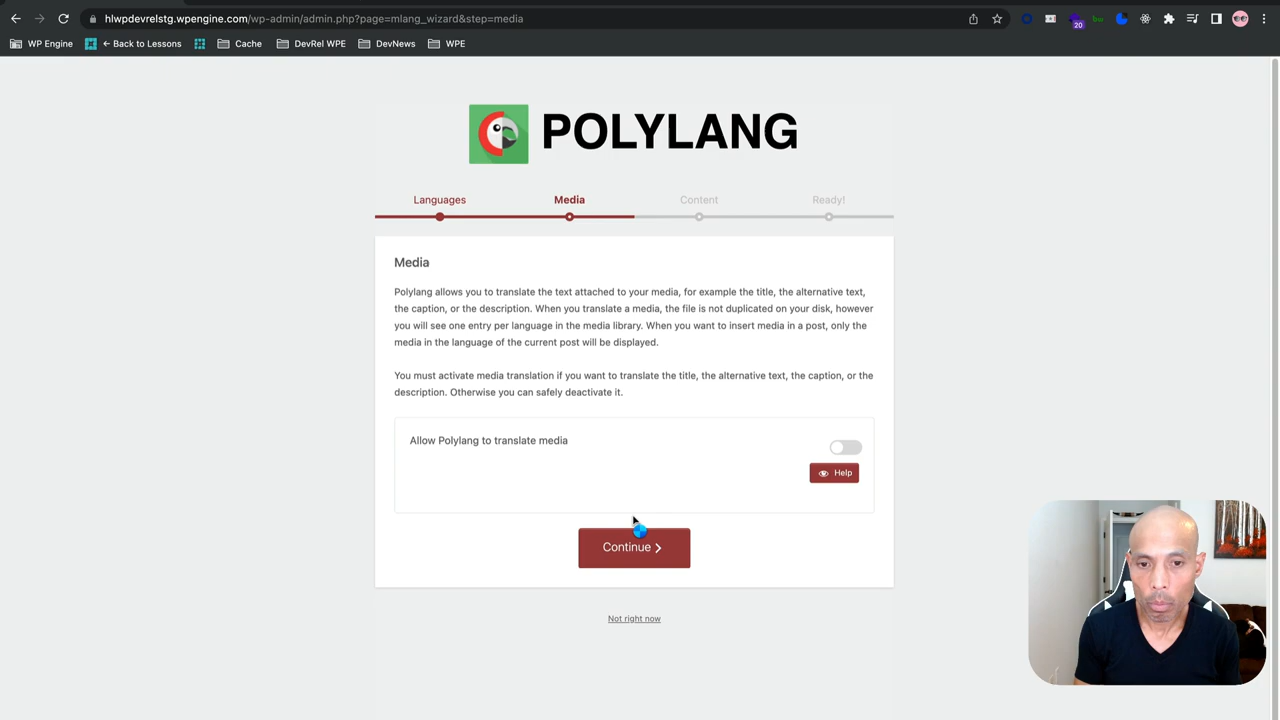 hlwpdevrelstg.wpengine.com/wp-admin/admin.php?page=mlang_wizard&step=media
20
bw
WP Engine
← Back to Lessons
Cache
DevRel WPE
DevNews
WPE
POLYLANG
Languages
Media
Content
Ready!
Media
Polylang allows you to translate the text attached to your media, for example the title, the alternative text,
the caption, or the description. When you translate a media, the file is not duplicated on your disk, however
you will see one entry per language in the media library. When you want to insert media in a post, only the
media in the language of the current post will be displayed.
You must activate media translation if you want to translate the title, the alternative text, the caption, or the
description. Otherwise you can safely deactivate it.
Allow Polylang to translate media
Help
Continue
Not right now